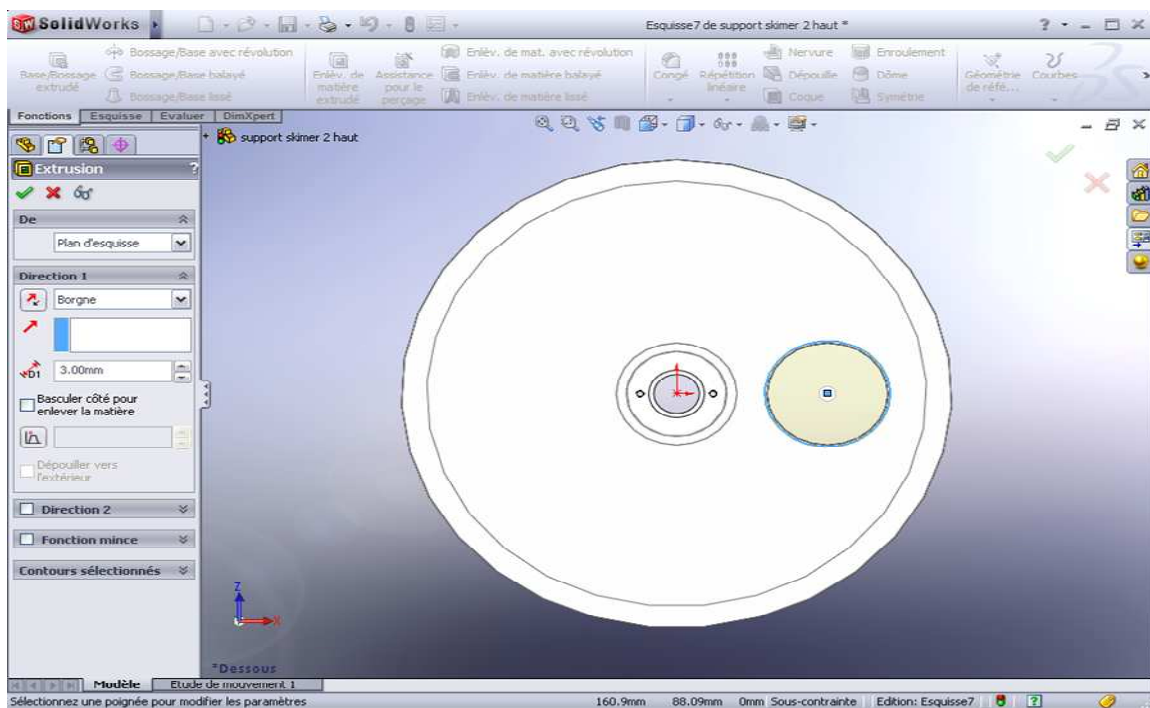 SolidWorks
Esquisse7 de support skimer 2 haut *
Base/Bossage extrudé
Bossage/Base avec révolution
Bossage/Base balayé
Bossage/Base lissé
Enlèv. de matière extrudé
Assistance pour le perçage
Enlèv. de mat. avec révolution
Enlèv. de matière balayé
Enlèv. de matière lissé
Congé
Répétition linéaire
Nervure
Dépouille
Coque
Enroulement
Dôme
Symétrie
Géométrie de réfé...
Courbes
Fonctions Esquisse Evaluer DimXpert
support skimer 2 haut
Extrusion ?
De
Plan d'esquisse
Direction 1
Borgne
D1 3.00mm
Basculer côté pour
enlever la matière
Dépouiller vers
l'extérieur
Direction 2
Fonction mince
Contours sélectionnés
Z
X
*Dessous
Modèle Etude de mouvement 1
Sélectionnez une poignée pour modifier les paramètres 160.9mm 88.09mm 0mm Sous-contrainte Edition: Esquisse7